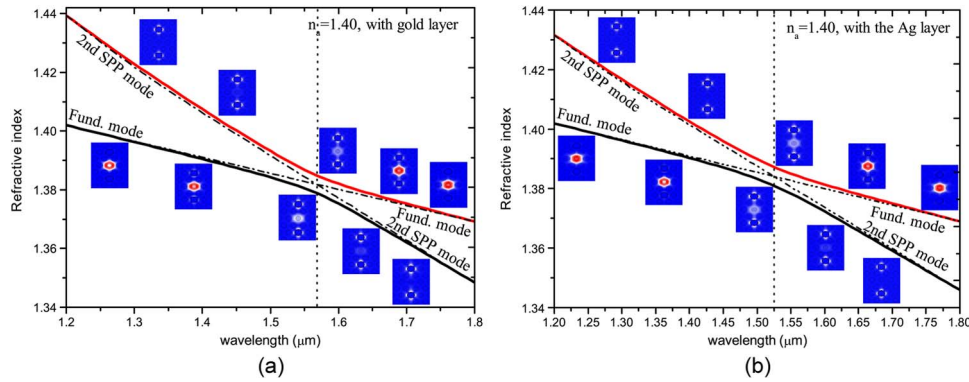 n_a=1.40, with gold layer
2nd SPP mode
Fund. mode
Fund. mode
2nd SPP mode
Refractive index
1.44
1.42
1.40
1.38
1.36
1.34
1.2 1.3 1.4 1.5 1.6 1.7 1.8
wavelength (μm)
(a)
n_a=1.40, with the Ag layer
2nd SPP mode
Fund. mode
Fund. mode
2nd SPP mode
Refractive index
1.44
1.42
1.40
1.38
1.36
1.34
1.20 1.25 1.30 1.35 1.40 1.45 1.50 1.55 1.60 1.65 1.70 1.75 1.80
wavelength (μm)
(b)